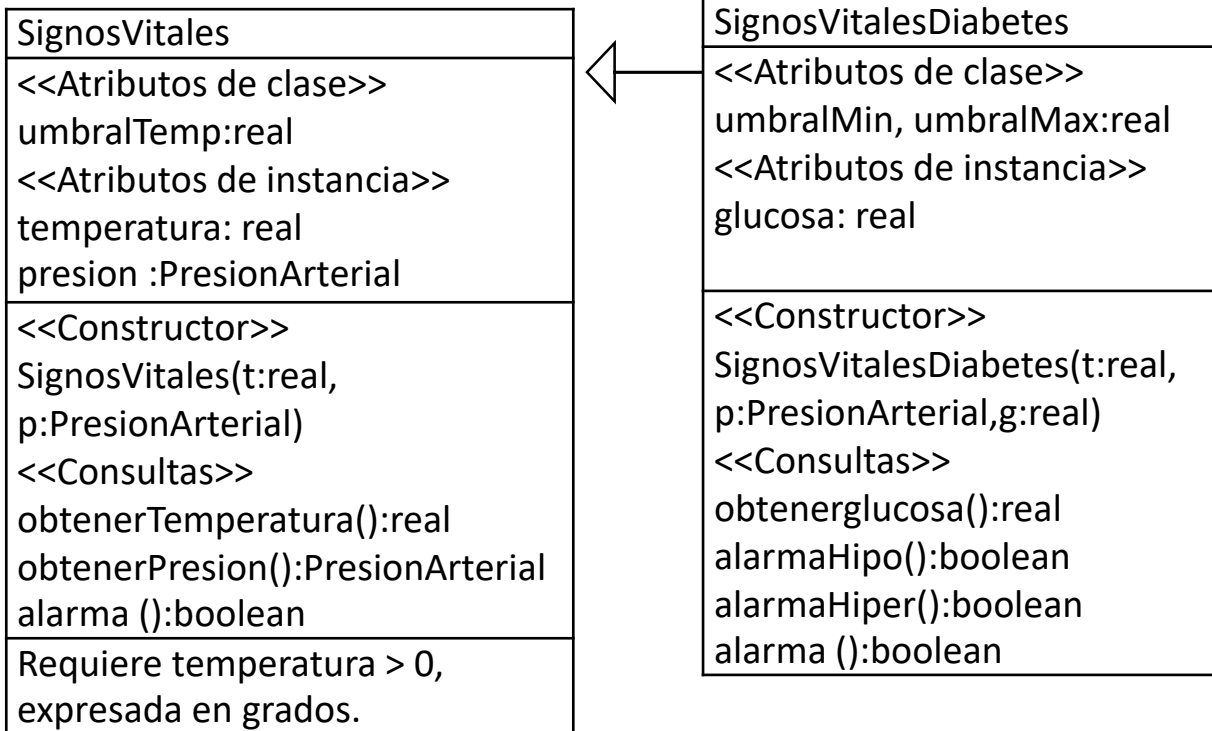 SignosVitales
<<Atributos de clase>>
umbralTemp:real
<<Atributos de instancia>>
temperatura: real
presion :PresionArterial
<<Constructor>>
SignosVitales(t:real,
p:PresionArterial)
<<Consultas>>
obtenerTemperatura():real
obtenerPresion():PresionArterial
alarma ():boolean
Requiere temperatura > 0,
expresada en grados.
SignosVitalesDiabetes
<<Atributos de clase>>
umbralMin, umbralMax:real
<<Atributos de instancia>>
glucosa: real
<<Constructor>>
SignosVitalesDiabetes(t:real,
p:PresionArterial,g:real)
<<Consultas>>
obtenerglucosa():real
alarmaHipo():boolean
alarmaHiper():boolean
alarma ():boolean